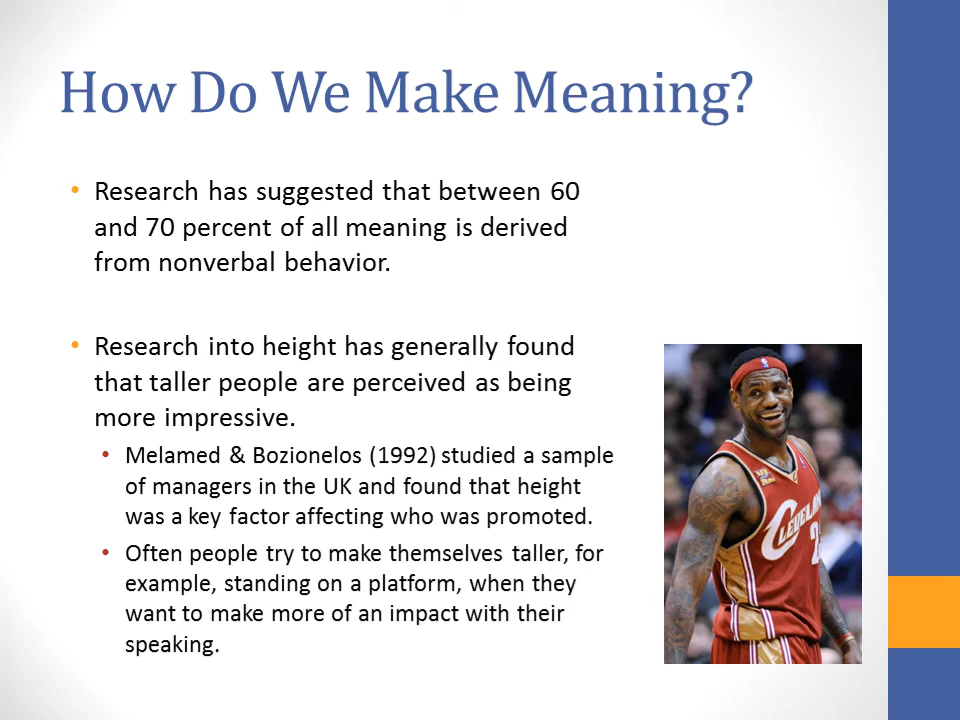 How Do We Make Meaning?
• Research has suggested that between 60
and 70 percent of all meaning is derived
from nonverbal behavior.
• Research into height has generally found
that taller people are perceived as being
more impressive.
• Melamed & Bozionelos (1992) studied a sample
of managers in the UK and found that height
was a key factor affecting who was promoted.
• Often people try to make themselves taller, for
example, standing on a platform, when they
want to make more of an impact with their
speaking.
CLEVELAN
2